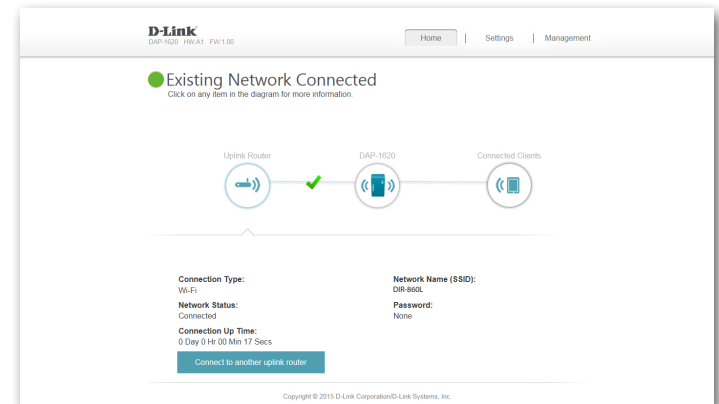 D-Link
DAP-1620 HW:A1 FW:1.00
Home | Settings | Management
Existing Network Connected
Click on any item in the diagram for more information.
Uplink Router
DAP-1620
Connected Clients
Connection Type:
Wi-Fi
Network Status:
Connected
Connection Up Time:
0 Day 0 Hr 00 Min 17 Secs
Network Name (SSID):
DIR-860L
Password:
None
Connect to another uplink router
Copyright © 2015 D-Link Corporation/D-Link Systems, Inc.